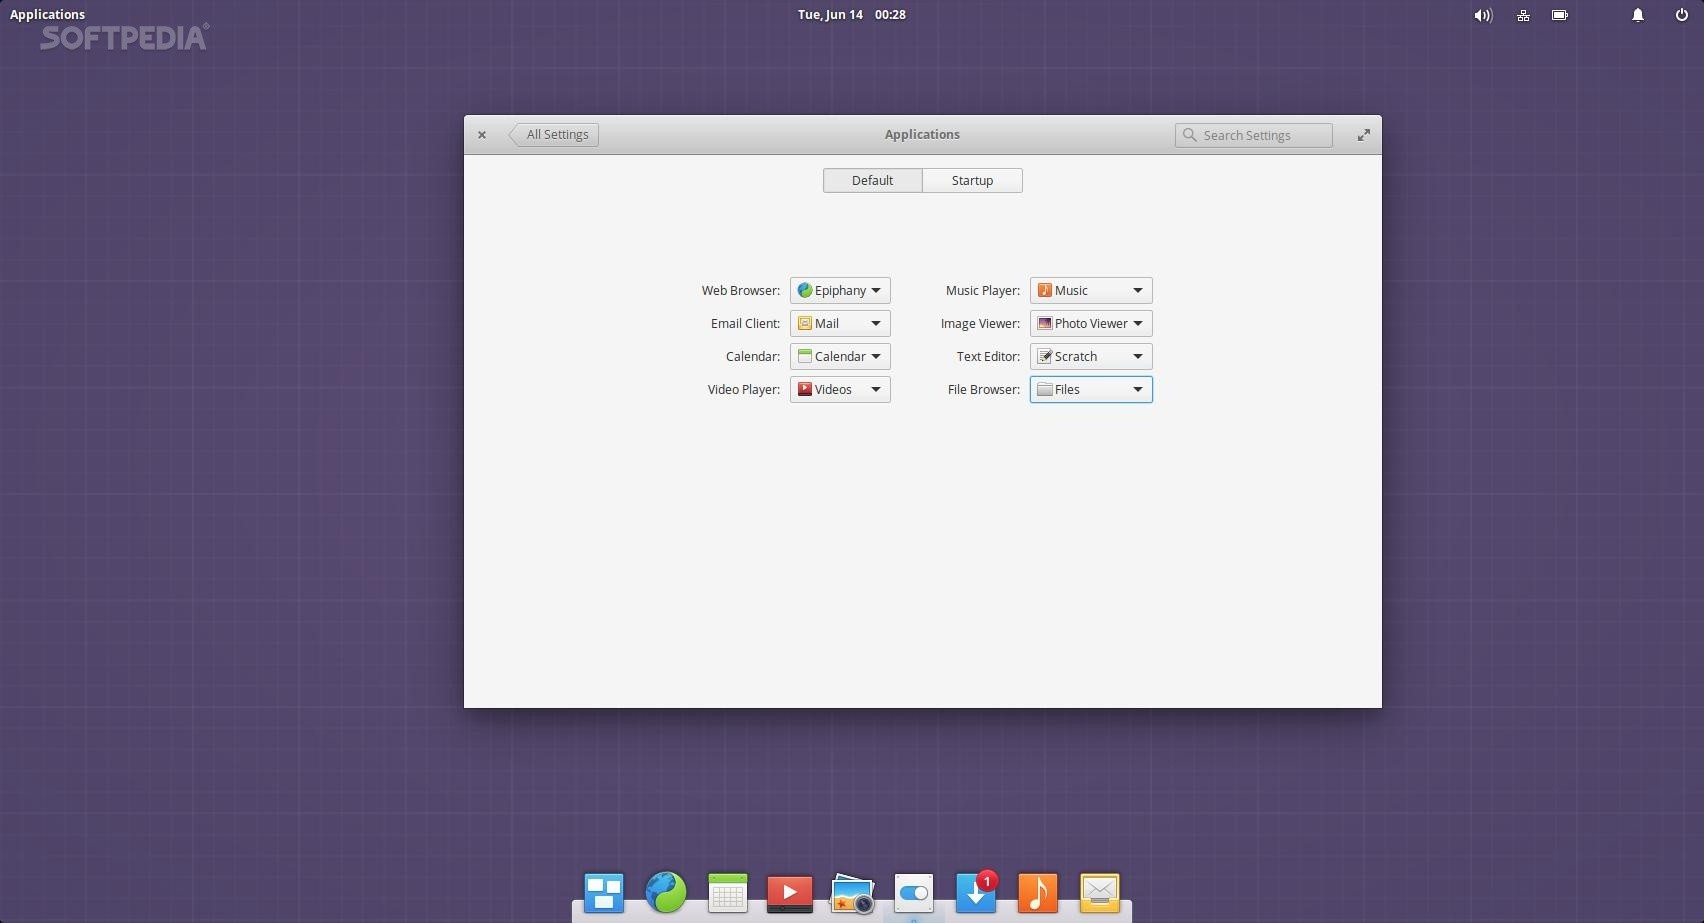 Applications Tue, Jun 14 00:28
SOFTPEDIA®
All Settings Applications Search Settings
Default Startup
Web Browser: Epiphany Music Player: Music
Email Client: Mail Image Viewer: Photo Viewer
Calendar: Calendar Text Editor: Scratch
Video Player: Videos File Browser: Files
1